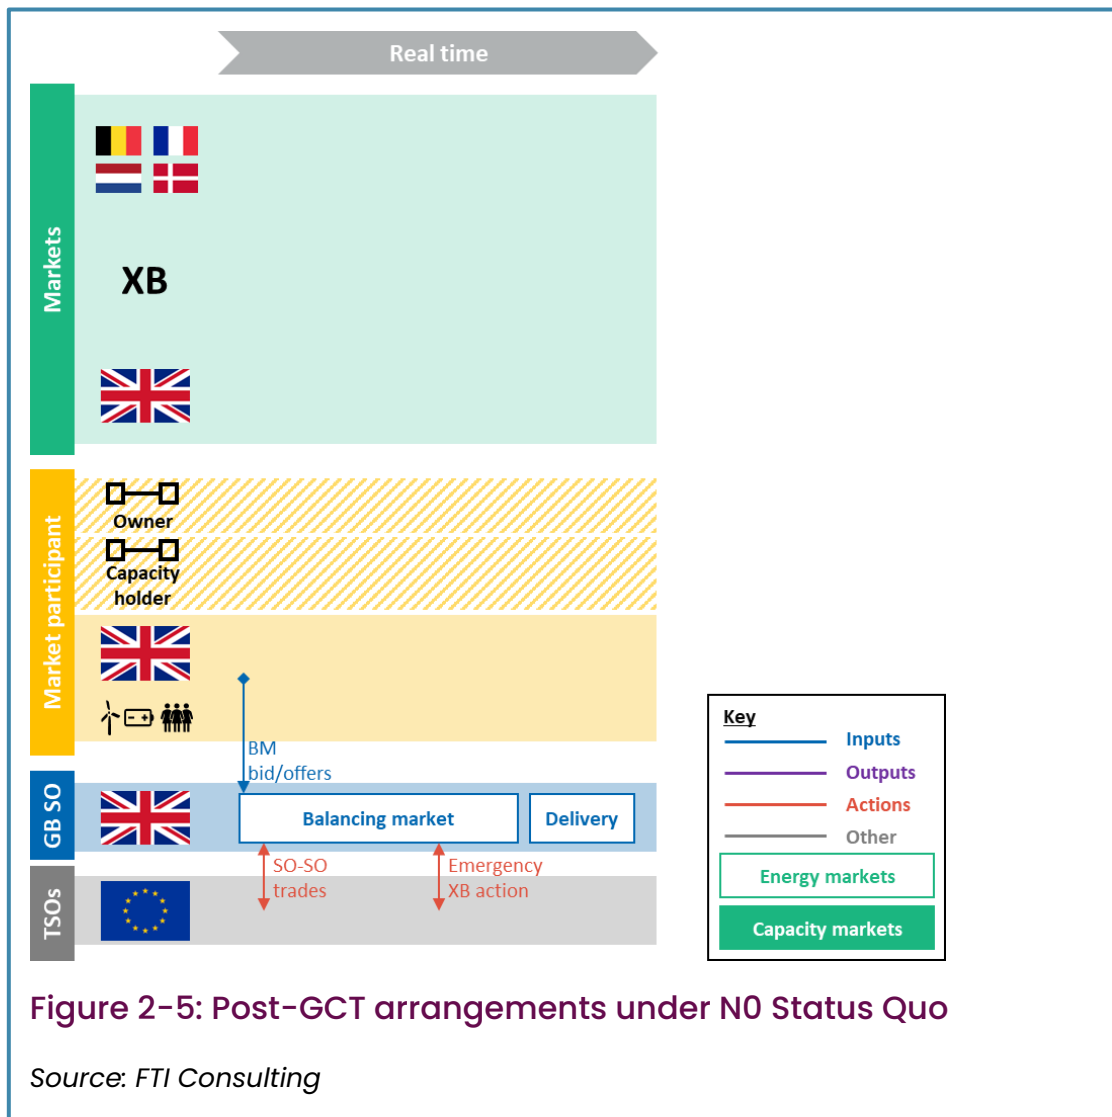 Real time
Markets
XB
Market participant
Owner
Capacity
holder
BM
bid/offers
GB SO
Balancing market
Delivery
SO-SO
trades
Emergency
XB action
TSOs
Key
Inputs
Outputs
Actions
Other
Energy markets
Capacity markets
Figure 2-5: Post-GCT arrangements under N0 Status Quo
Source: FTI Consulting